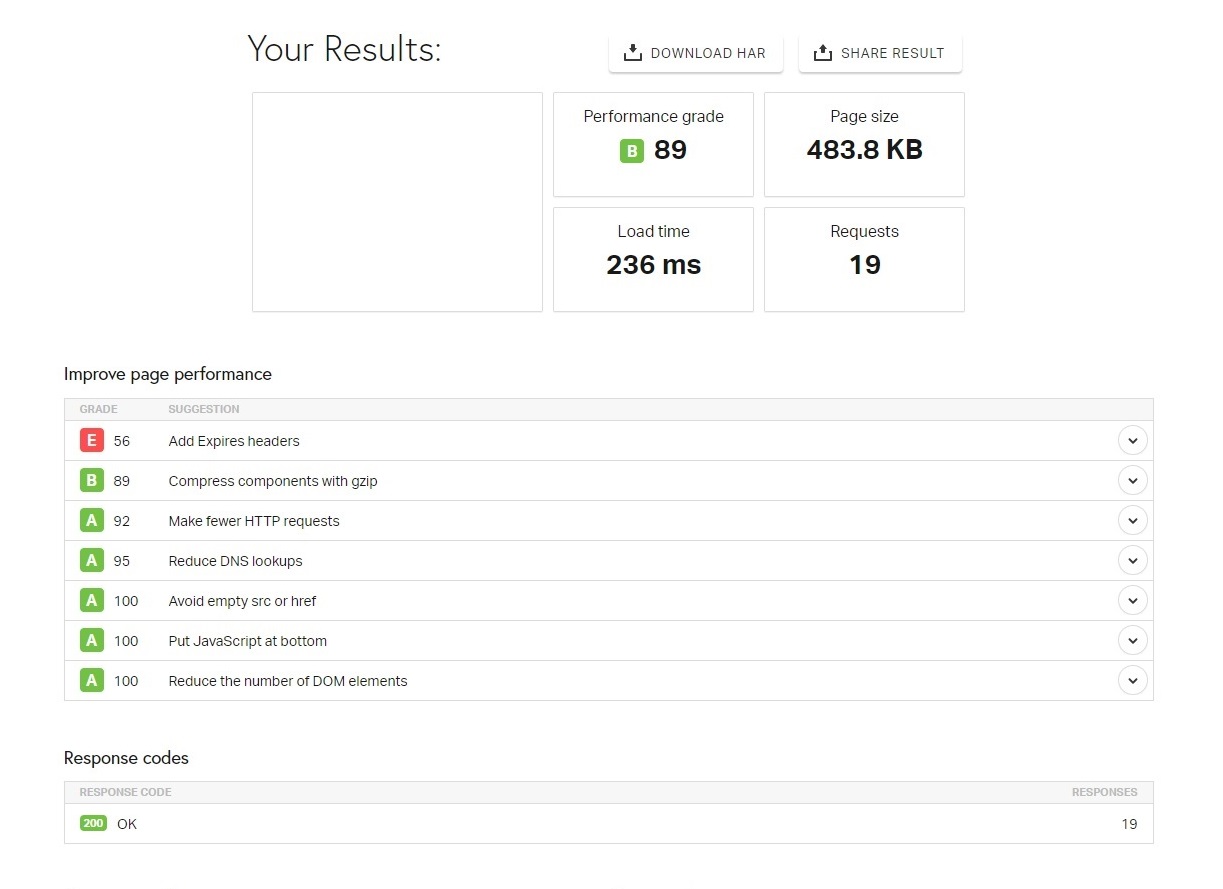 Your Results:
DOWNLOAD HAR
SHARE RESULT
Performance grade
B 89
Page size
483.8 KB
Load time
236 ms
Requests
19
Improve page performance
GRADE SUGGESTION
E 56 Add Expires headers
B 89 Compress components with gzip
A 92 Make fewer HTTP requests
A 95 Reduce DNS lookups
A 100 Avoid empty src or href
A 100 Put JavaScript at bottom
A 100 Reduce the number of DOM elements
Response codes
RESPONSE CODE RESPONSES
200 OK 19